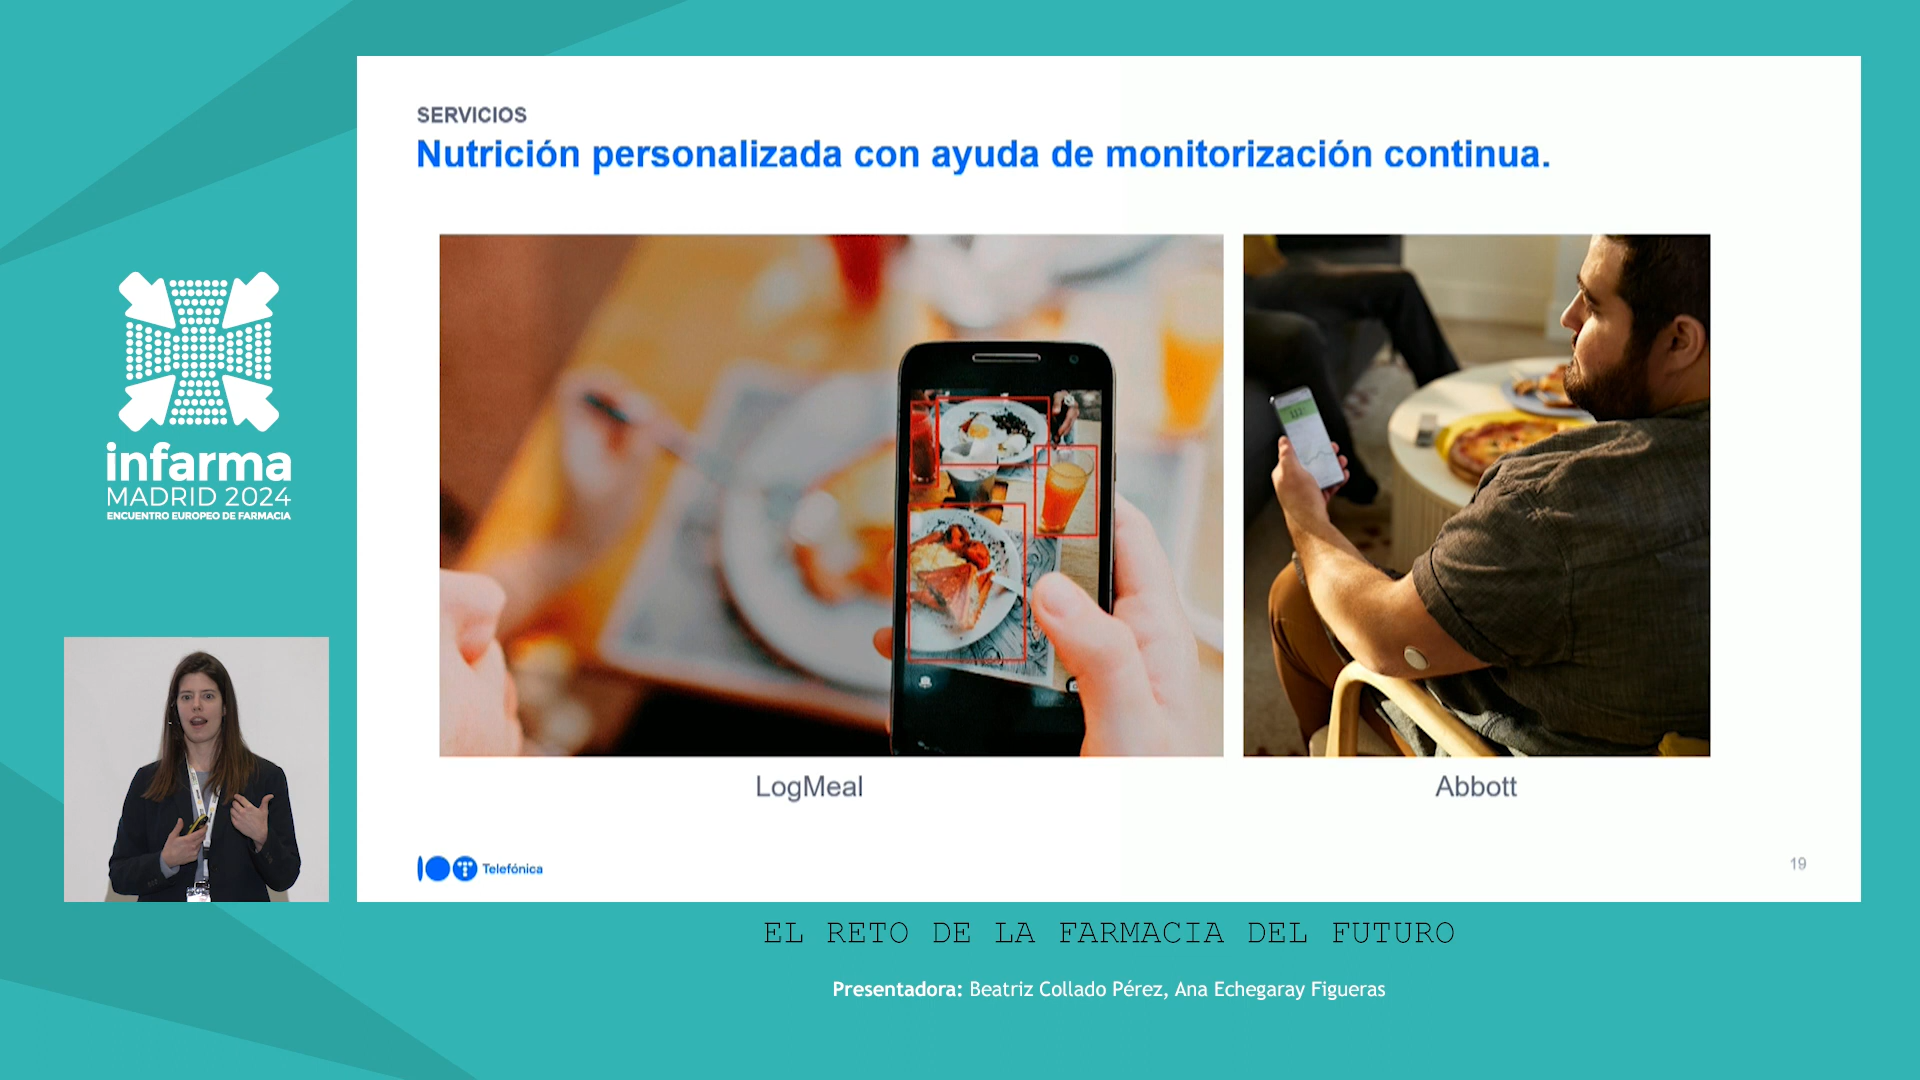 SERVICIOS
Nutrición personalizada con ayuda de monitorización continua.
infarma
MADRID 2024
ENCUENTRO EUROPEO DE FARMACIA
LogMeal
Abbott
Telefónica
19
EL RETO DE LA FARMACIA DEL FUTURO
Presentadora: Beatriz Collado Pérez, Ana Echegaray Figueras